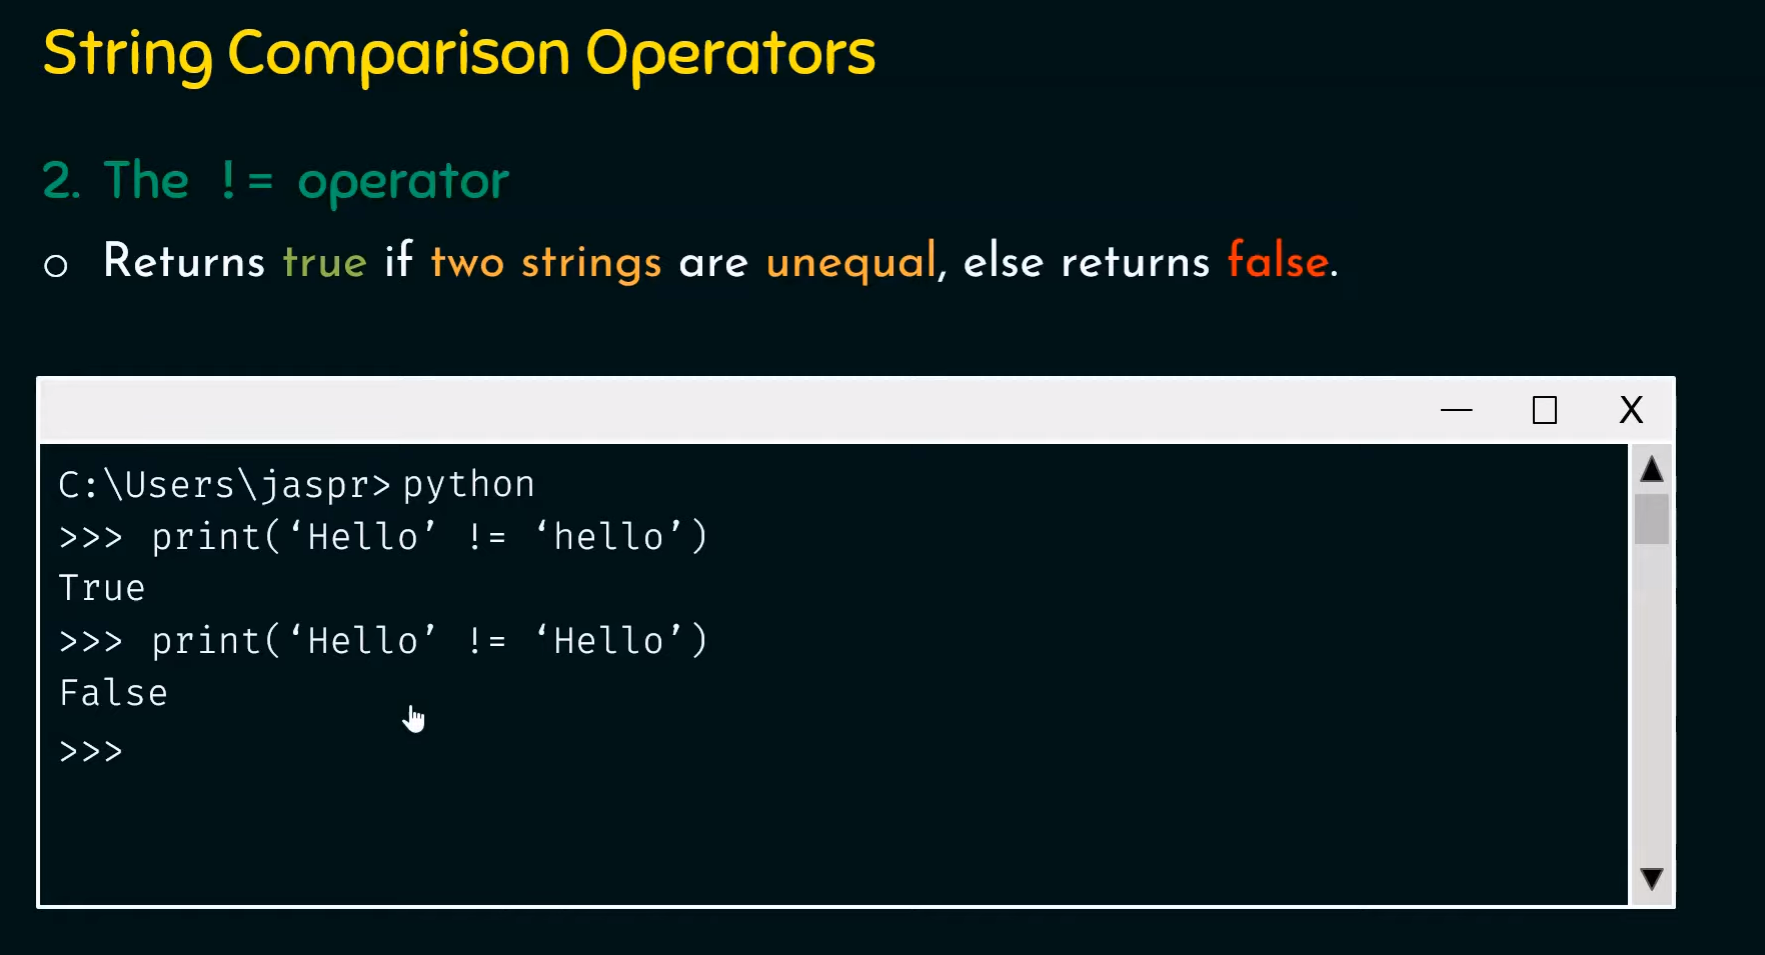 String Comparison Operators
2. The != operator
○ Returns true if two strings are unequal, else returns false.
— □ X
C:\Users\jaspr> python
>>> print(‘Hello’ != ‘hello’)
True
>>> print(‘Hello’ != ‘Hello’)
False
>>>